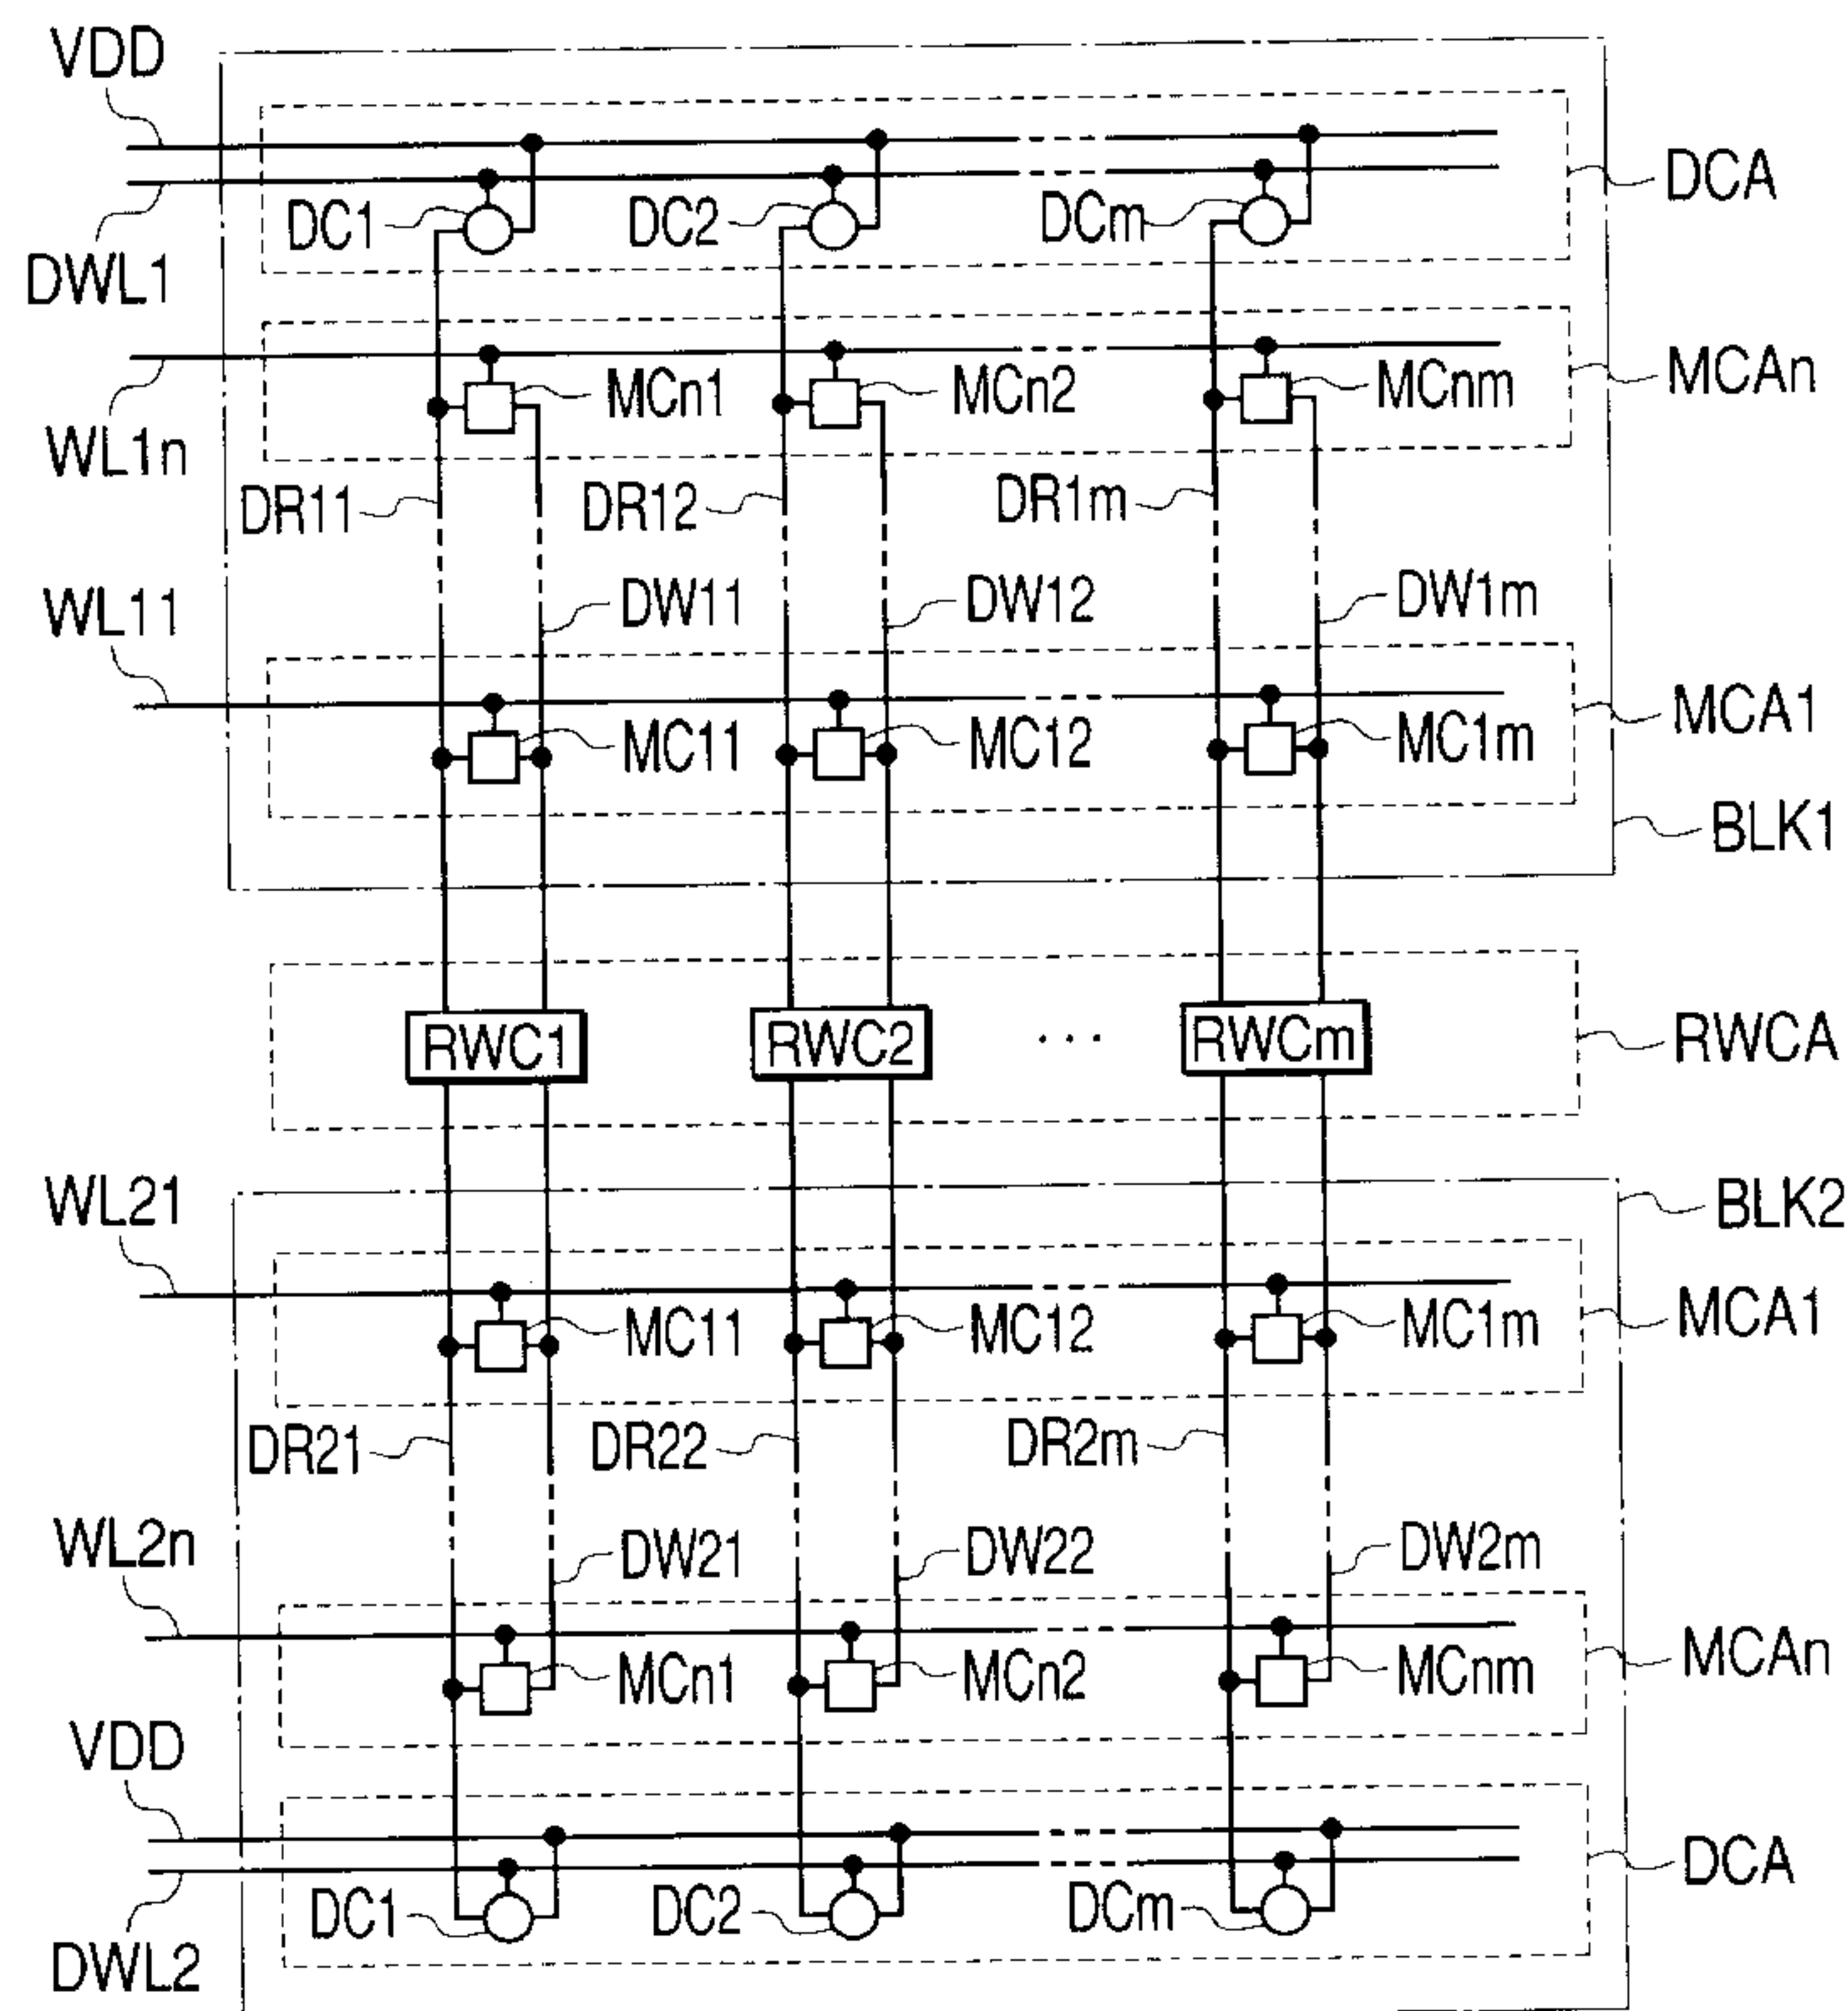 VDD
DCA
DC1 DC2 DCm
DWL1
MCn1 MCn2 MCnm MCAn
WL1n
DR11 DR12 DR1m
WL11 DW11 DW12 DW1m
MCA1
MC11 MC12 MC1m
BLK1
RWC1 RWC2 ... RWCm RWCA
WL21 BLK2
MC11 MC12 MC1m MCA1
DR21 DR22 DR2m
WL2n DW21 DW22 DW2m
MCn1 MCn2 MCnm MCAn
VDD
DCA
DC1 DC2 DCm
DWL2